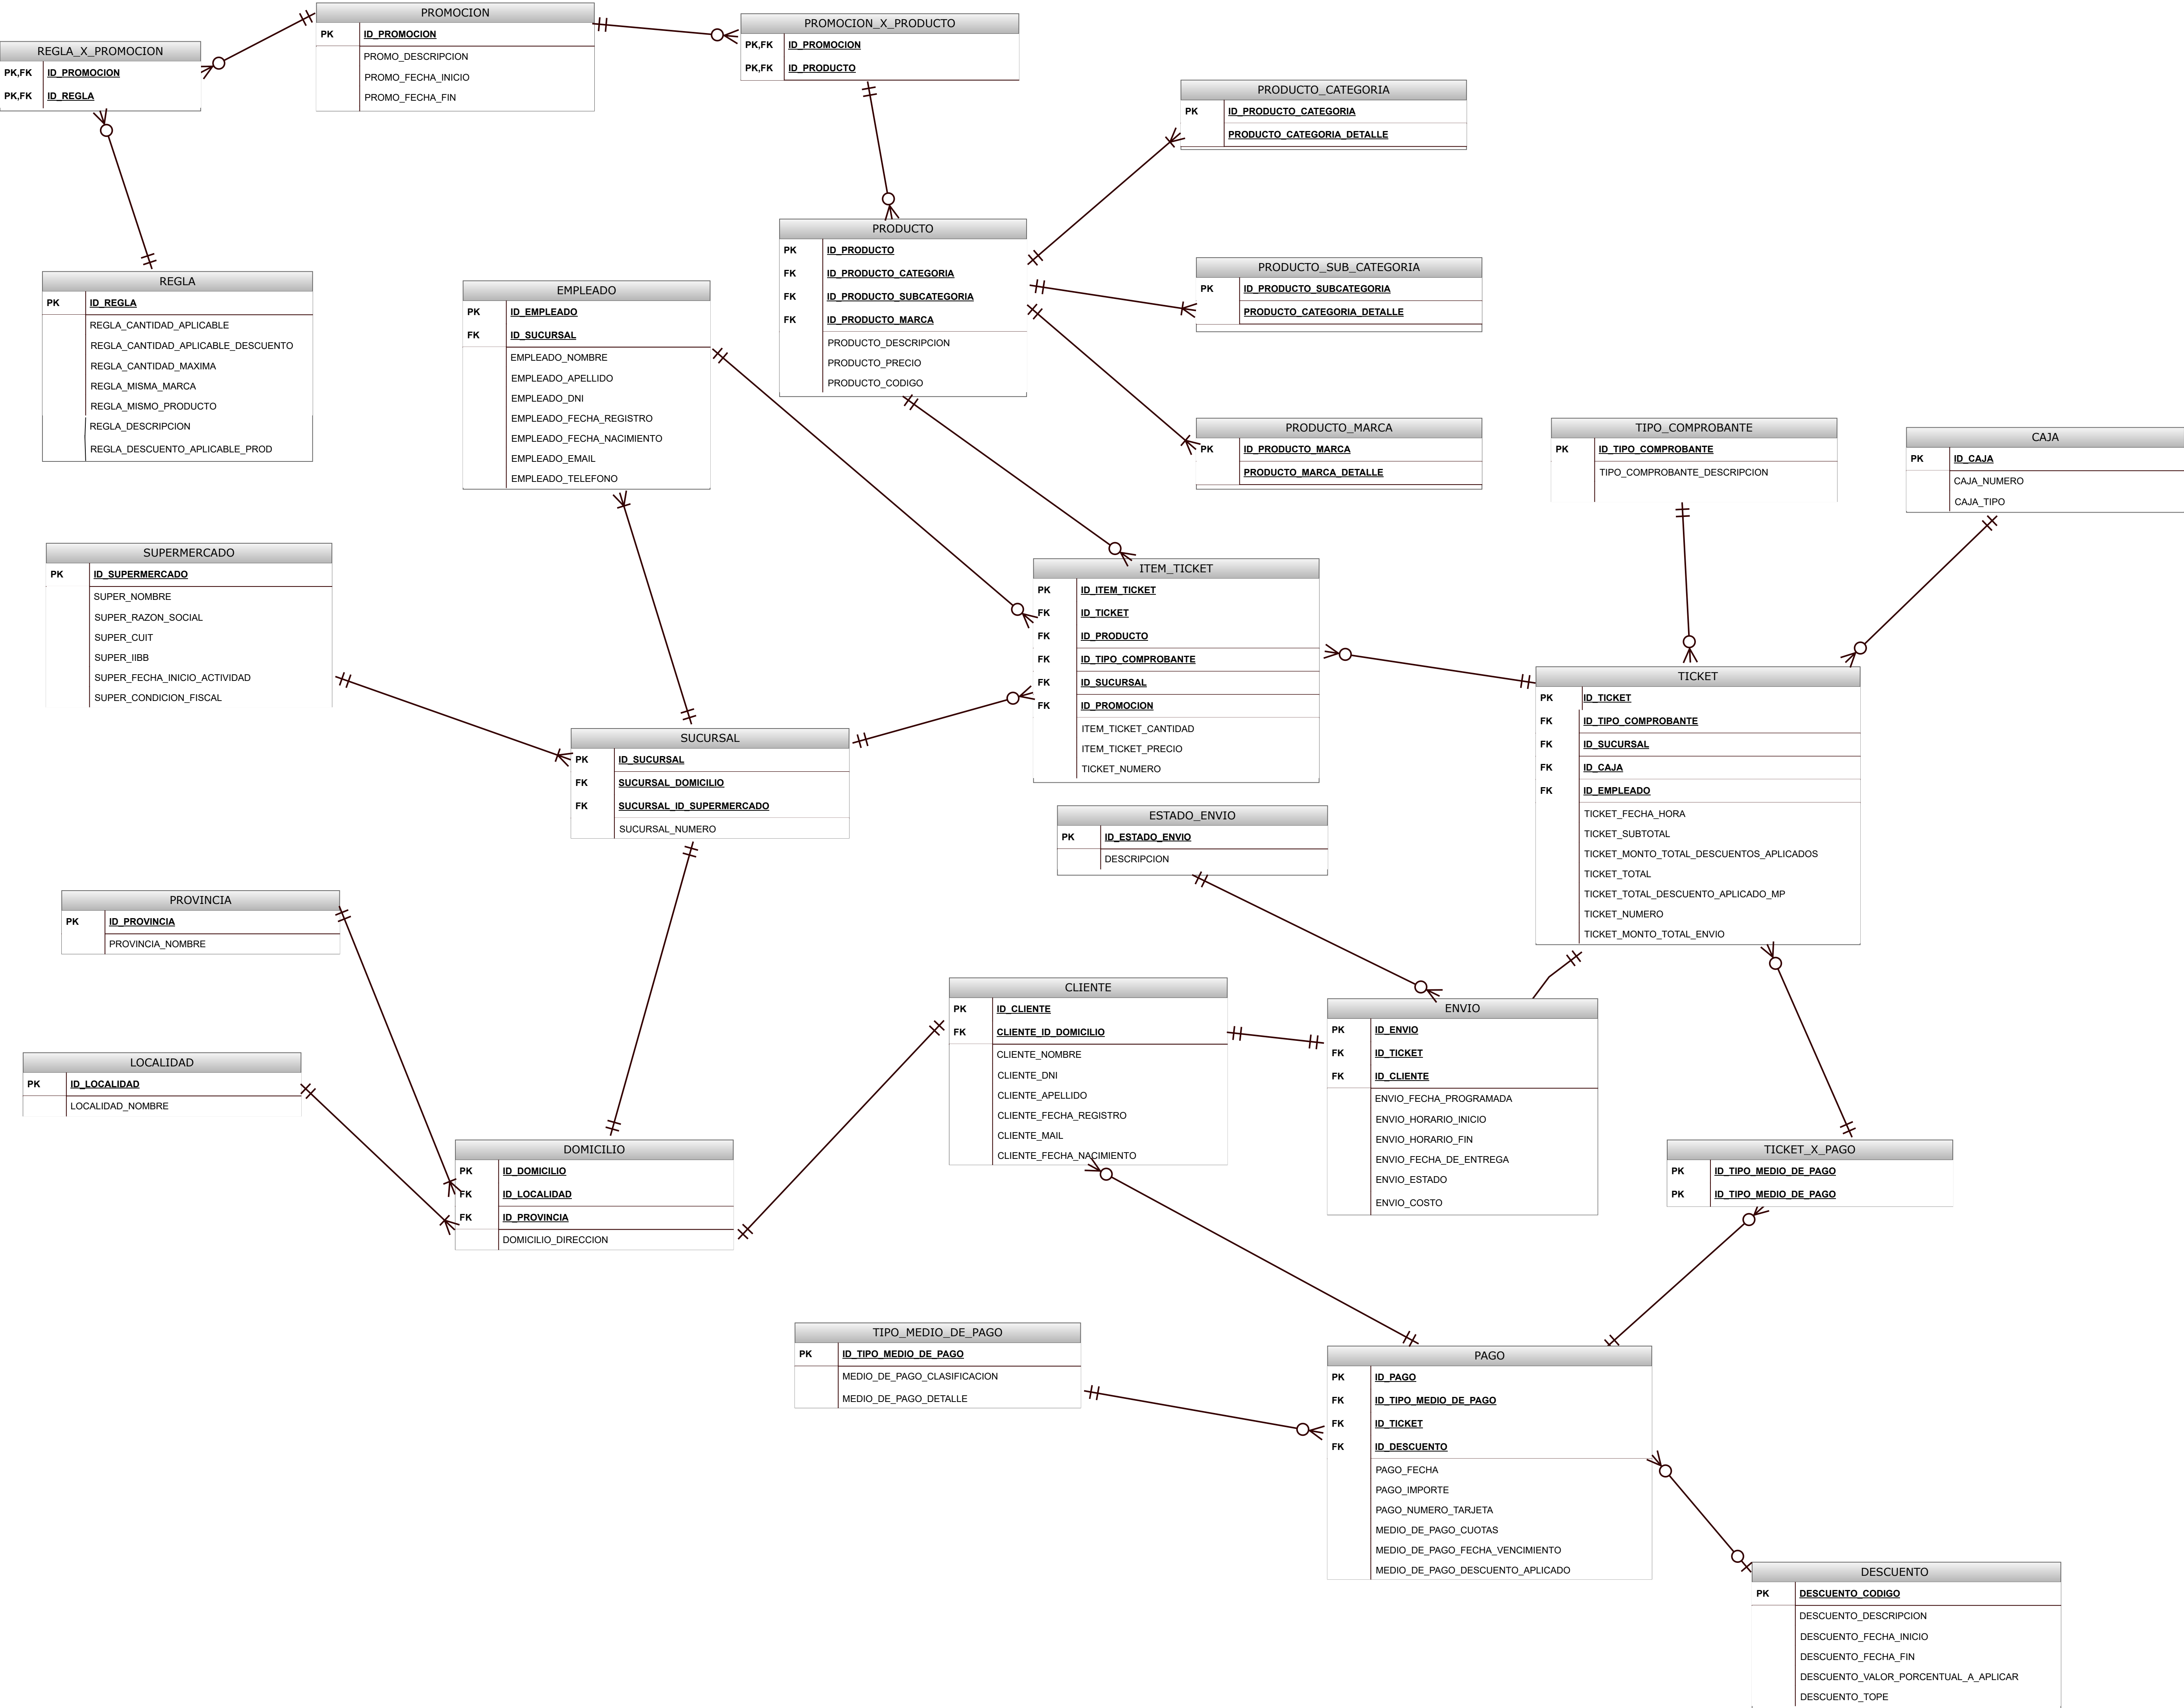 PROMOCION
PK ID_PROMOCION
PROMO_DESCRIPCION
PROMO_FECHA_INICIO
PROMO_FECHA_FIN
PROMOCION_X_PRODUCTO
PK,FK ID_PROMOCION
PK,FK ID_PRODUCTO
REGLA_X_PROMOCION
PK,FK ID_PROMOCION
PK,FK ID_REGLA
PRODUCTO_CATEGORIA
PK ID_PRODUCTO_CATEGORIA
PRODUCTO_CATEGORIA_DETALLE
PRODUCTO
PK ID_PRODUCTO
FK ID_PRODUCTO_CATEGORIA
FK ID_PRODUCTO_SUBCATEGORIA
FK ID_PRODUCTO_MARCA
PRODUCTO_DESCRIPCION
PRODUCTO_PRECIO
PRODUCTO_CODIGO
PRODUCTO_SUB_CATEGORIA
PK ID_PRODUCTO_SUBCATEGORIA
PRODUCTO_CATEGORIA_DETALLE
REGLA
PK ID_REGLA
REGLA_CANTIDAD_APLICABLE
REGLA_CANTIDAD_APLICABLE_DESCUENTO
REGLA_CANTIDAD_MAXIMA
REGLA_MISMA_MARCA
REGLA_MISMO_PRODUCTO
REGLA_DESCRIPCION
REGLA_DESCUENTO_APLICABLE_PROD
EMPLEADO
PK ID_EMPLEADO
FK ID_SUCURSAL
EMPLEADO_NOMBRE
EMPLEADO_APELLIDO
EMPLEADO_DNI
EMPLEADO_FECHA_REGISTRO
EMPLEADO_FECHA_NACIMIENTO
EMPLEADO_EMAIL
EMPLEADO_TELEFONO
PRODUCTO_MARCA
PK ID_PRODUCTO_MARCA
PRODUCTO_MARCA_DETALLE
TIPO_COMPROBANTE
PK ID_TIPO_COMPROBANTE
TIPO_COMPROBANTE_DESCRIPCION
CAJA
PK ID_CAJA
CAJA_NUMERO
CAJA_TIPO
SUPERMERCADO
PK ID_SUPERMERCADO
SUPER_NOMBRE
SUPER_RAZON_SOCIAL
SUPER_CUIT
SUPER_IIBB
SUPER_FECHA_INICIO_ACTIVIDAD
SUPER_CONDICION_FISCAL
ITEM_TICKET
PK ID_ITEM_TICKET
FK ID_TICKET
FK ID_PRODUCTO
FK ID_TIPO_COMPROBANTE
FK ID_SUCURSAL
FK ID_PROMOCION
ITEM_TICKET_CANTIDAD
ITEM_TICKET_PRECIO
TICKET_NUMERO
TICKET
PK ID_TICKET
FK ID_TIPO_COMPROBANTE
FK ID_SUCURSAL
FK ID_CAJA
FK ID_EMPLEADO
TICKET_FECHA_HORA
TICKET_SUBTOTAL
TICKET_MONTO_TOTAL_DESCUENTOS_APLICADOS
TICKET_TOTAL
TICKET_TOTAL_DESCUENTO_APLICADO_MP
TICKET_NUMERO
TICKET_MONTO_TOTAL_ENVIO
SUCURSAL
PK ID_SUCURSAL
FK SUCURSAL_DOMICILIO
FK SUCURSAL_ID_SUPERMERCADO
SUCURSAL_NUMERO
ESTADO_ENVIO
PK ID_ESTADO_ENVIO
DESCRIPCION
PROVINCIA
PK ID_PROVINCIA
PROVINCIA_NOMBRE
CLIENTE
PK ID_CLIENTE
FK CLIENTE_ID_DOMICILIO
CLIENTE_NOMBRE
CLIENTE_DNI
CLIENTE_APELLIDO
CLIENTE_FECHA_REGISTRO
CLIENTE_MAIL
CLIENTE_FECHA_NACIMIENTO
ENVIO
PK ID_ENVIO
FK ID_TICKET
FK ID_CLIENTE
ENVIO_FECHA_PROGRAMADA
ENVIO_HORARIO_INICIO
ENVIO_HORARIO_FIN
ENVIO_FECHA_DE_ENTREGA
ENVIO_ESTADO
ENVIO_COSTO
LOCALIDAD
PK ID_LOCALIDAD
LOCALIDAD_NOMBRE
DOMICILIO
PK ID_DOMICILIO
FK ID_LOCALIDAD
FK ID_PROVINCIA
DOMICILIO_DIRECCION
TICKET_X_PAGO
PK ID_TIPO_MEDIO_DE_PAGO
PK ID_TIPO_MEDIO_DE_PAGO
TIPO_MEDIO_DE_PAGO
PK ID_TIPO_MEDIO_DE_PAGO
MEDIO_DE_PAGO_CLASIFICACION
MEDIO_DE_PAGO_DETALLE
PAGO
PK ID_PAGO
FK ID_TIPO_MEDIO_DE_PAGO
FK ID_TICKET
FK ID_DESCUENTO
PAGO_FECHA
PAGO_IMPORTE
PAGO_NUMERO_TARJETA
MEDIO_DE_PAGO_CUOTAS
MEDIO_DE_PAGO_FECHA_VENCIMIENTO
MEDIO_DE_PAGO_DESCUENTO_APLICADO
DESCUENTO
PK DESCUENTO_CODIGO
DESCUENTO_DESCRIPCION
DESCUENTO_FECHA_INICIO
DESCUENTO_FECHA_FIN
DESCUENTO_VALOR_PORCENTUAL_A_APLICAR
DESCUENTO_TOPE